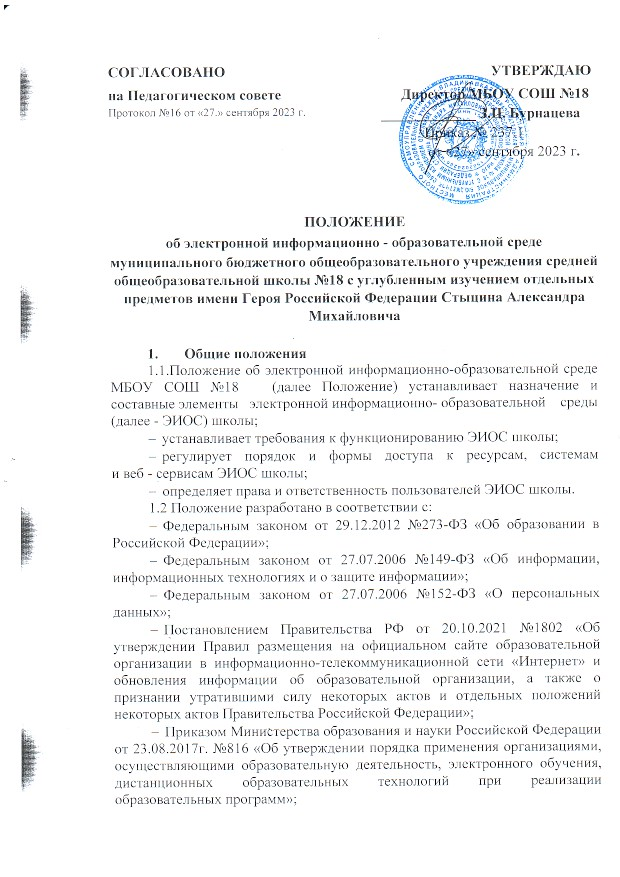 СОГЛАСОВАНО УТВЕРЖДАЮ
на Педагогическом совете Директор МБОУ СОШ №18
Протокол №16 от «27.» сентября 2023 г. З.Ц. Бурнацева
Приказ № 237
от «27» сентября 2023 г.
ПОЛОЖЕНИЕ
об электронной информационно - образовательной среде
муниципального бюджетного общеобразовательного учреждения средней
общеобразовательной школы №18 с углубленным изучением отдельных
предметов имени Героя Российской Федерации Стыцина Александра
Михайловича
1. Общие положения
1.1.Положение об электронной информационно-образовательной среде
МБОУ СОШ №18 (далее Положение) устанавливает назначение и
составные элементы электронной информационно- образовательной среды
(далее - ЭИОС) школы;
– устанавливает требования к функционированию ЭИОС школы;
– регулирует порядок и формы доступа к ресурсам, системам
и веб - сервисам ЭИОС школы;
– определяет права и ответственность пользователей ЭИОС школы.
1.2 Положение разработано в соответствии с:
– Федеральным законом от 29.12.2012 №273-ФЗ «Об образовании в
Российской Федерации»;
– Федеральным законом от 27.07.2006 №149-ФЗ «Об информации,
информационных технологиях и о защите информации»;
– Федеральным законом от 27.07.2006 №152-ФЗ «О персональных
данных»;
– Постановлением Правительства РФ от 20.10.2021 №1802 «Об
утверждении Правил размещения на официальном сайте образовательной
организации в информационно-телекоммуникационной сети «Интернет» и
обновления информации об образовательной организации, а также о
признании утратившими силу некоторых актов и отдельных положений
некоторых актов Правительства Российской Федерации»;
– Приказом Министерства образования и науки Российской Федерации
от 23.08.2017г. №816 «Об утверждении порядка применения организациями,
осуществляющими образовательную деятельность, электронного обучения,
дистанционных образовательных технологий при реализации
образовательных программ»;